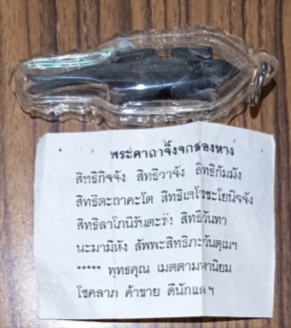 พระคาถาจิ้งจกสองหาง
สิทธิกิจจัง สิทธิวาจัง สิทธิกัมมัง
สิทธิตะถาคะโต สิทธิเตโชชะโยนิจจัง
สิทธิลาโภนิรันตะรัง สิทธิวันทา
นะมามิหัง สัพพะสิทธิภะวันตุเมฯ
***** พุทธคุณ เมตตามหานิยม
โชคลาภ ค้าขาย ดีนักแลฯ